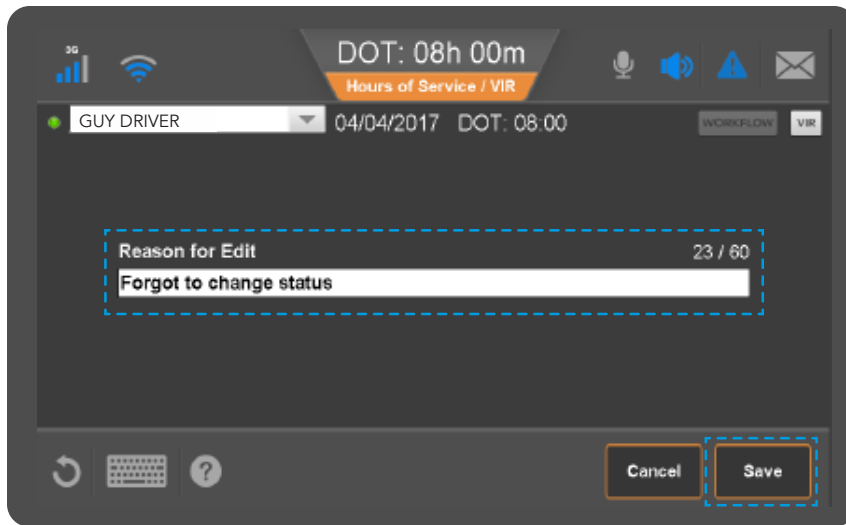 3G
DOT: 08h 00m
Hours of Service / VIR
GUY DRIVER
04/04/2017 DOT: 08:00
WORKFLOW
VIR
Reason for Edit
23 / 60
Forgot to change status
?
Cancel
Save